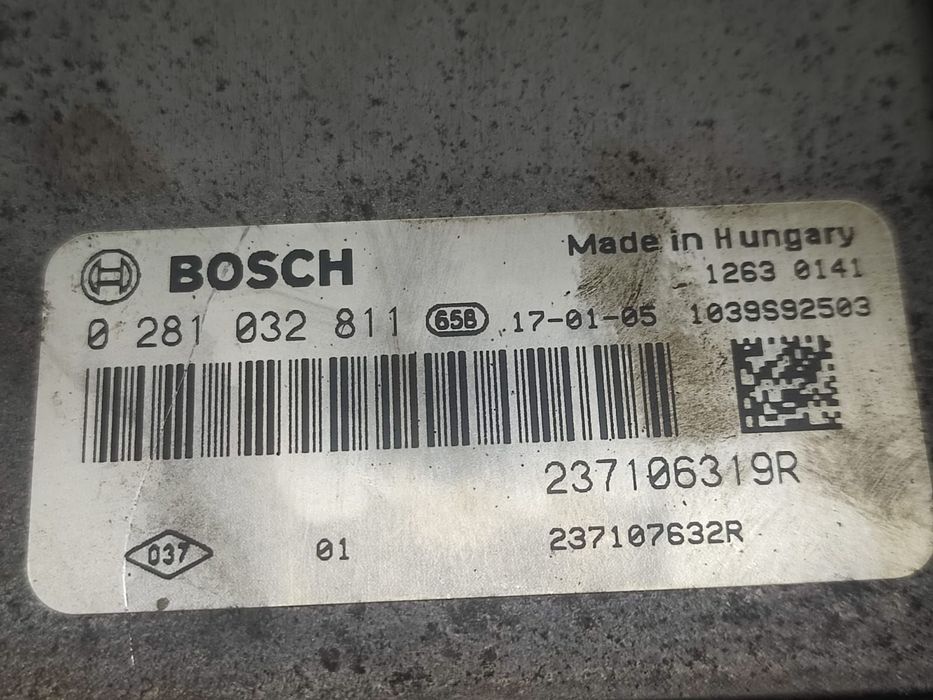 BOSCH
Made in Hungary
1263 0141
0 281 032 811 658 17-01-05 1039S92503
237106319R
037 01 237107632R